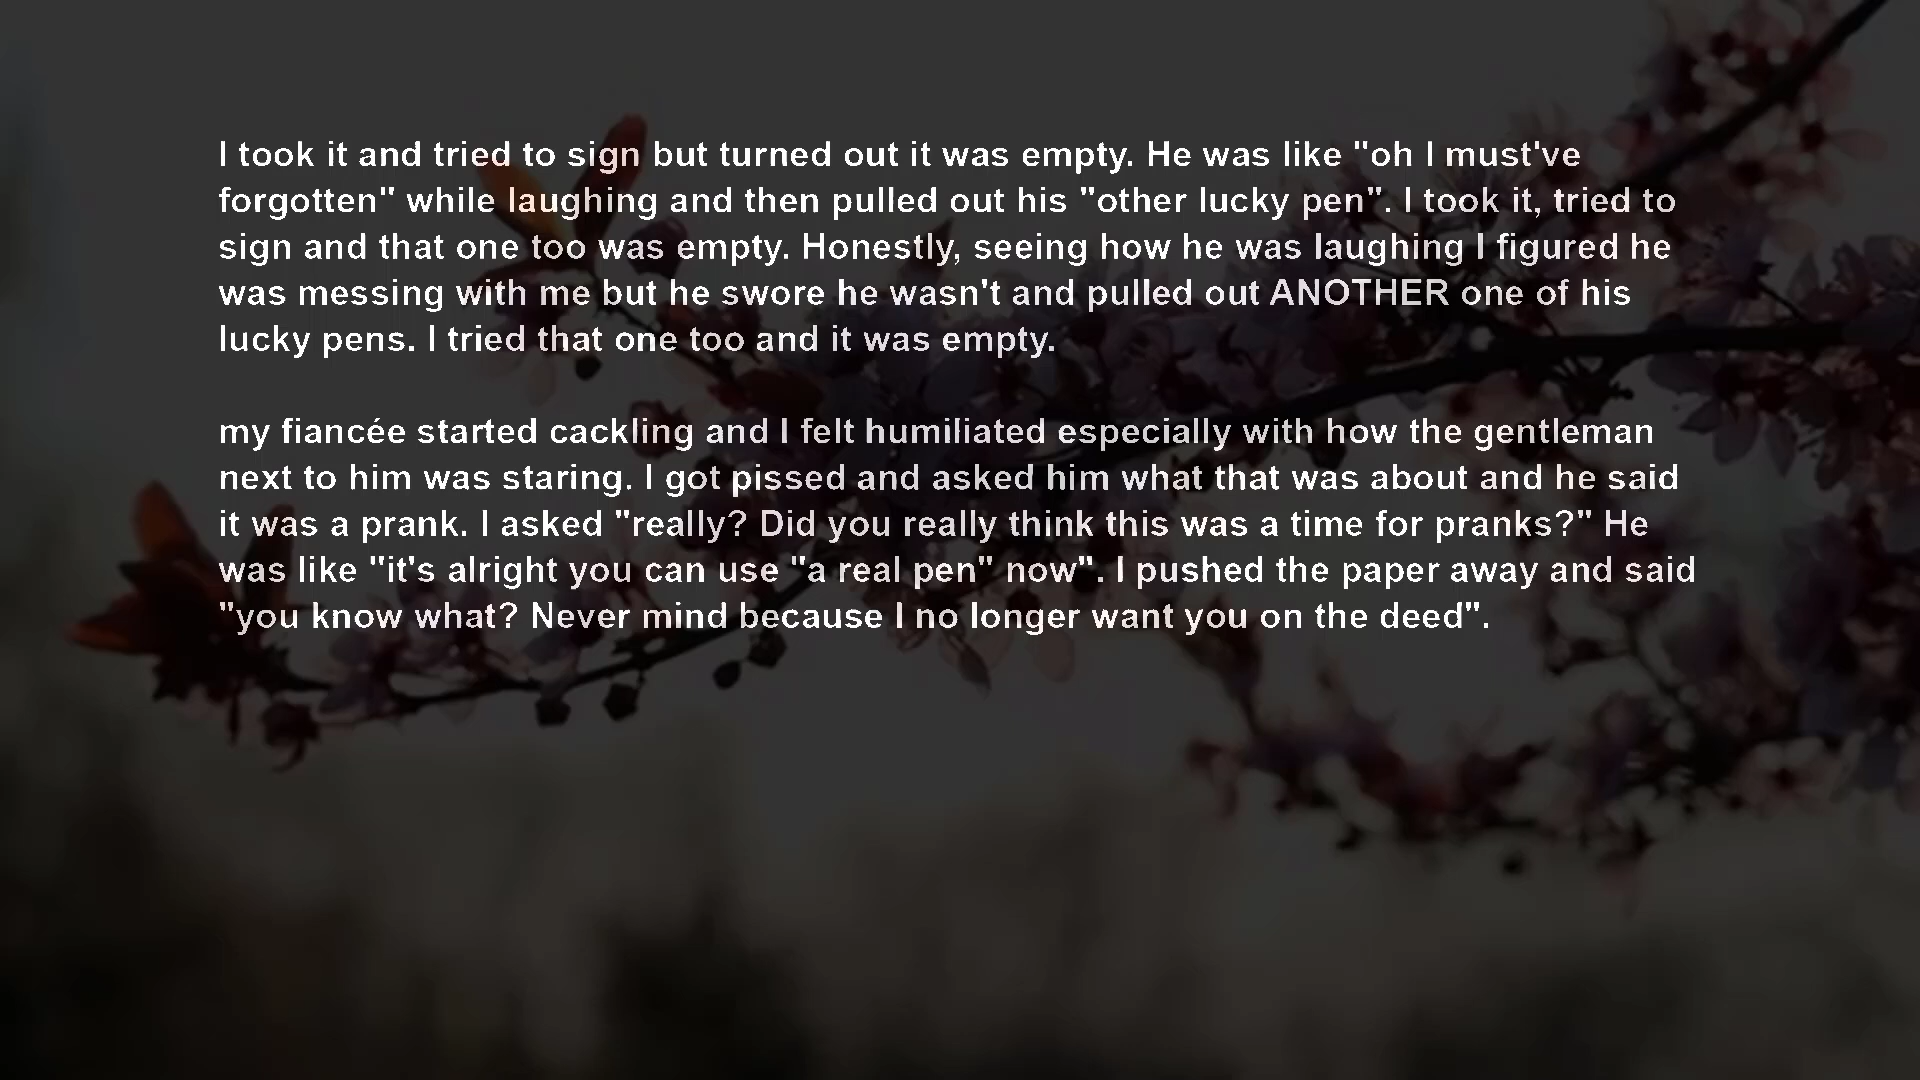 I took it and tried to sign but turned out it was empty. He was like "oh I must've
forgotten" while laughing and then pulled out his "other lucky pen". I took it, tried to
sign and that one too was empty. Honestly, seeing how he was laughing I figured he
was messing with me but he swore he wasn't and pulled out ANOTHER one of his
lucky pens. I tried that one too and it was empty.
my fiancée started cackling and I felt humiliated especially with how the gentleman
next to him was staring. I got pissed and asked him what that was about and he said
it was a prank. I asked "really? Did you really think this was a time for pranks?" He
was like "it's alright you can use "a real pen" now". I pushed the paper away and said
"you know what? Never mind because I no longer want you on the deed".